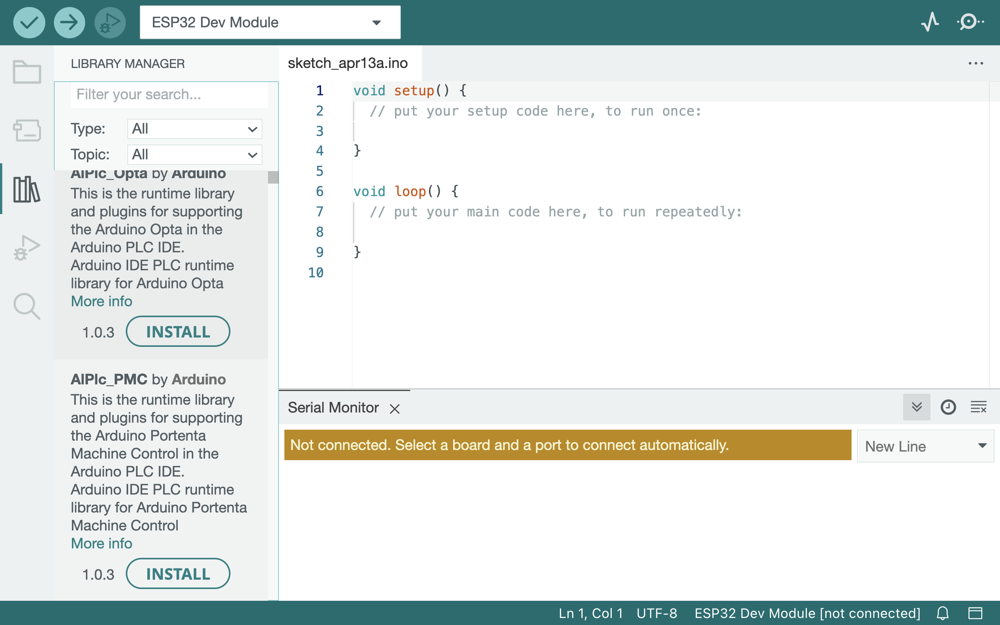 ESP32 Dev Module
LIBRARY MANAGER
Filter your search...
Type: All
Topic: All
AlPlc_Opta by Arduino
This is the runtime library
and plugins for supporting
the Arduino Opta in the
Arduino PLC IDE.
Arduino IDE PLC runtime
library for Arduino Opta
More info
1.0.3 INSTALL
AlPlc_PMC by Arduino
This is the runtime library
and plugins for supporting
the Arduino Portenta
Machine Control in the
Arduino PLC IDE.
Arduino IDE PLC runtime
library for Arduino Portenta
Machine Control
More info
1.0.3 INSTALL
sketch_apr13a.ino
1 void setup() {
2 // put your setup code here, to run once:
3
4 }
5
6 void loop() {
7 // put your main code here, to run repeatedly:
8
9 }
10
Serial Monitor
Not connected. Select a board and a port to connect automatically.
New Line
Ln 1, Col 1 UTF-8 ESP32 Dev Module [not connected]